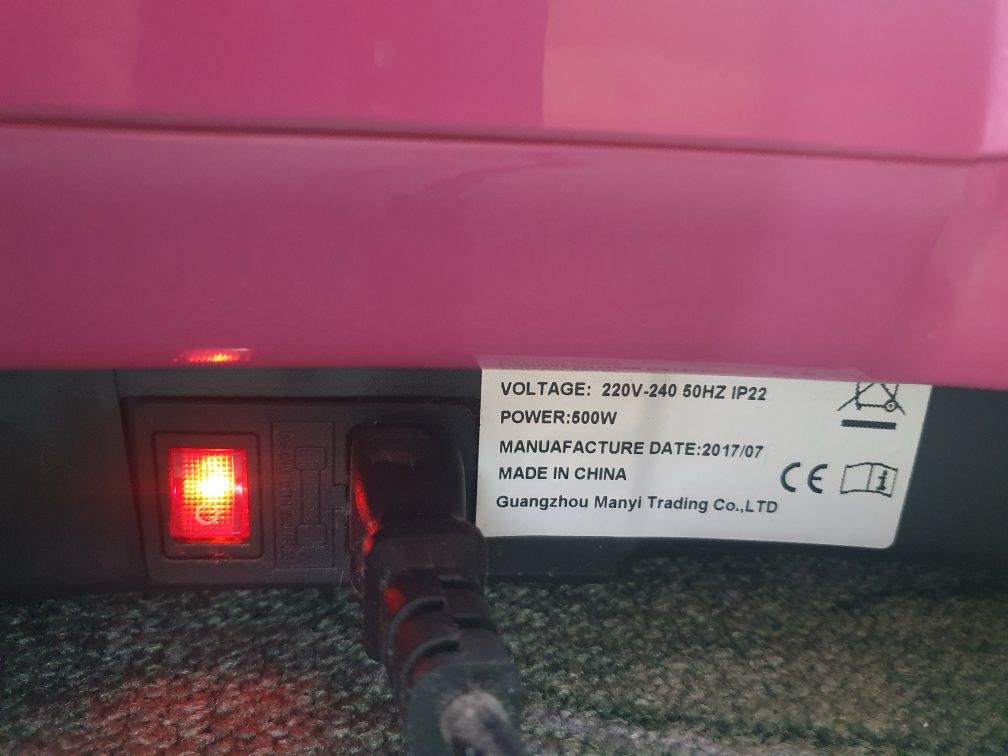 VOLTAGE: 220V-240 50HZ IP22
POWER:500W
MANUAFACTURE DATE:2017/07
MADE IN CHINA
CE
Guangzhou Manyi Trading Co.,LTD